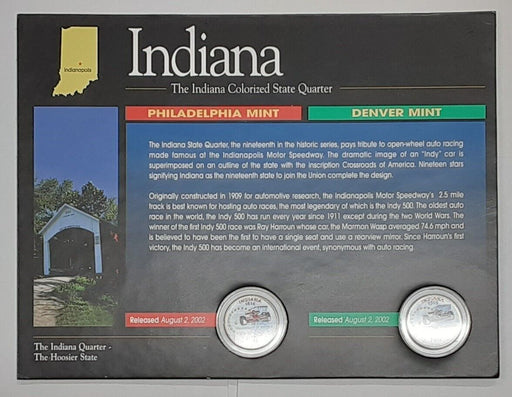 Indianapolis
Indiana
The Indiana Colorized State Quarter
PHILADELPHIA MINT
DENVER MINT
The Indiana State Quarter, the nineteenth in the historic series, pays tribute to open-wheel auto racing
made famous at the Indianapolis Motor Speedway. The dramatic image of an "Indy" car is
superimposed on an outline of the state with the inscription Crossroads of America. Nineteen stars
signifying Indiana as the nineteenth state to join the Union complete the design.
Originally constructed in 1909 for automotive research, the Indianapolis Motor Speedway's 2.5 mile
track is best known for hosting auto races, the most legendary of which is the Indy 500. The oldest auto
race in the world, the Indy 500 has run every year since 1911 except during the two World Wars. The
winner of the first Indy 500 race was Ray Harroun whose car, the Marmon Wasp averaged 74.6 mph and
is believed to have been the first to have a single seat and use a rearview mirror. Since Harroun's first
victory, the Indy 500 has become an international event, synonymous with auto racing.
Released August 2, 2002
Released August 2, 2002
INDIANA
1816
INDIANA
1816
The Indiana Quarter -
The Hoosier State